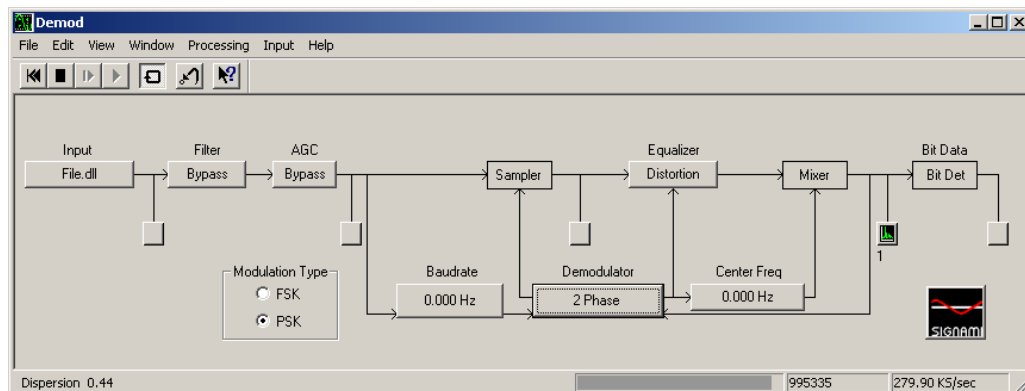 Demod
File Edit View Window Processing Input Help
Input Filter AGC Equalizer Bit Data
File.dll Bypass Bypass Sampler Distortion Mixer Bit Det
1
Modulation Type Baudrate Demodulator Center Freq
FSK
0.000 Hz 2 Phase 0.000 Hz
PSK
SIGNAMI
Dispersion 0.44 995335 279.90 KS/sec